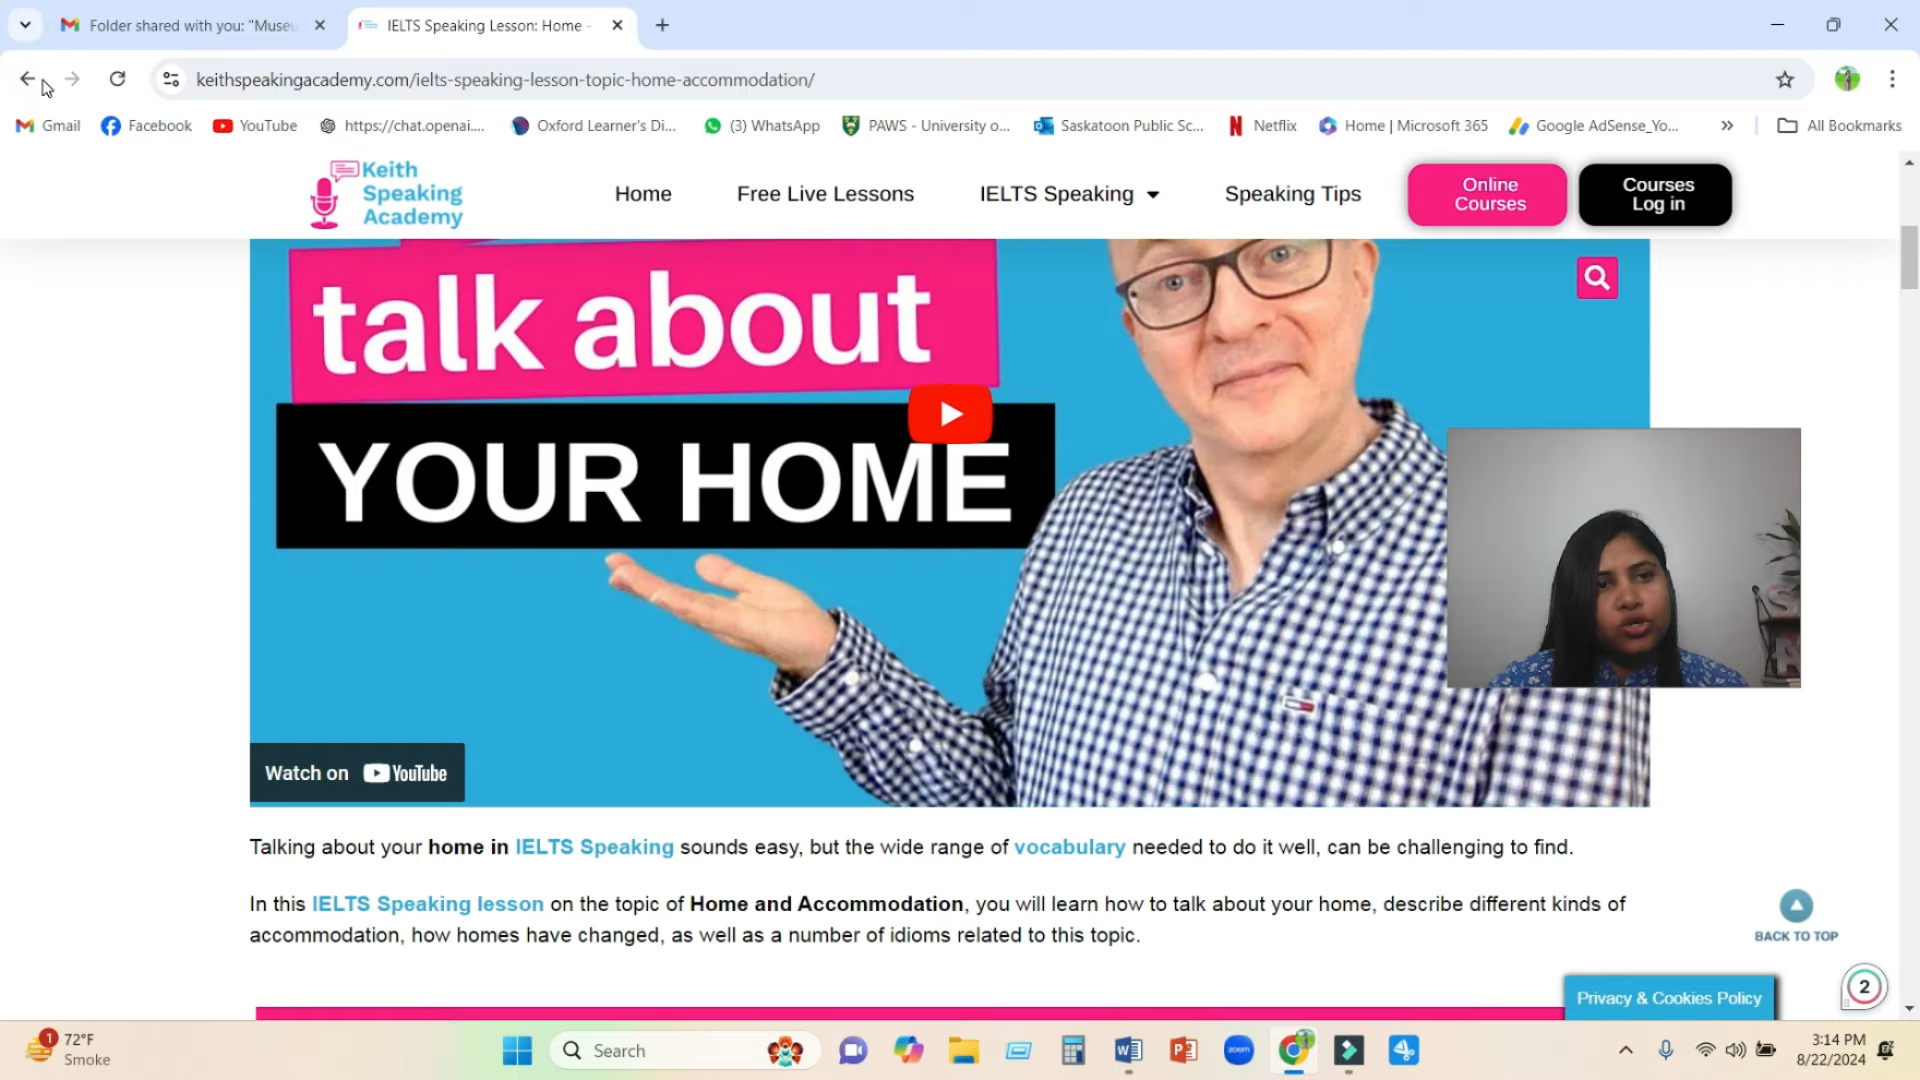 Folder shared with you: "Museu
IELTS Speaking Lesson: Home -
keithspeakingacademy.com/ielts-speaking-lesson-topic-home-accommodation/
Gmail
Facebook
YouTube
https://chat.openai....
Oxford Learner's Di...
(3) WhatsApp
PAWS - University o...
Saskatoon Public Sc...
Netflix
Home | Microsoft 365
Google AdSense_Yo...
All Bookmarks
Keith
Speaking
Academy
Home
Free Live Lessons
IELTS Speaking
Speaking Tips
Online
Courses
Courses
Log in
talk about
YOUR HOME
Watch on YouTube
Talking about your home in IELTS Speaking sounds easy, but the wide range of vocabulary needed to do it well, can be challenging to find.
In this IELTS Speaking lesson on the topic of Home and Accommodation, you will learn how to talk about your home, describe different kinds of
accommodation, how homes have changed, as well as a number of idioms related to this topic.
BACK TO TOP
Privacy & Cookies Policy
2
1
72°F
Smoke
Search
zoom
3:14 PM
8/22/2024